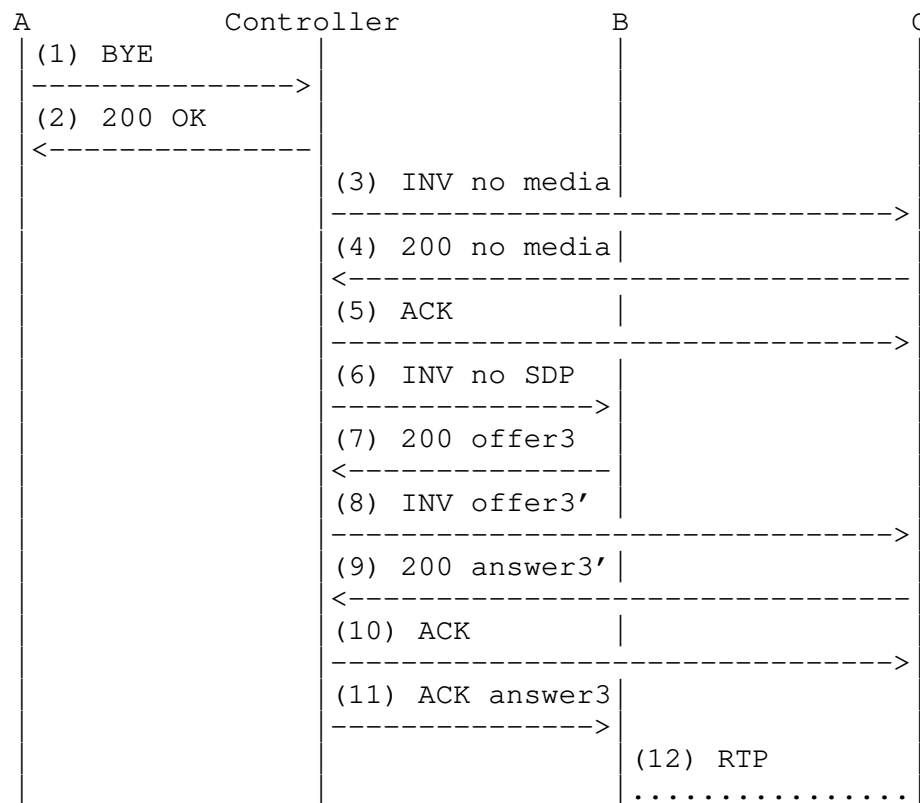 A Controller B C
(1) BYE
(2) 200 OK
(3) INV no media
(4) 200 no media
(5) ACK
(6) INV no SDP
(7) 200 offer3
(8) INV offer3'
(9) 200 answer3'
(10) ACK
(11) ACK answer3
(12) RTP